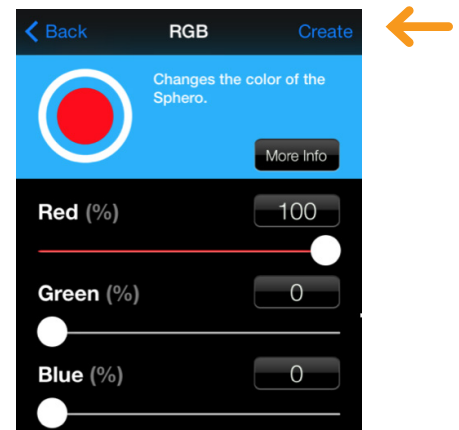 Back RGB Create
Changes the color of the
Sphero.
More Info
Red (%) 100
Green (%) 0
Blue (%) 0